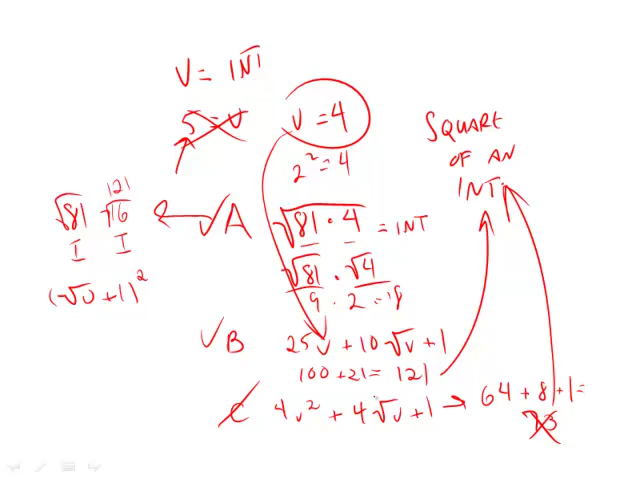 V = INT
5 = V
V = 4
2² = 4
SQUARE
OF AN
INT
121
√81 √16
I I
(√V + 1)²
√A
√81 · 4 = INT
√81 · √4
9 · 2 = 18
√B 25V + 10√V + 1
100 + 21 = 121
C 4V² + 4√V + 1 → 64 + 8 + 1 =
73